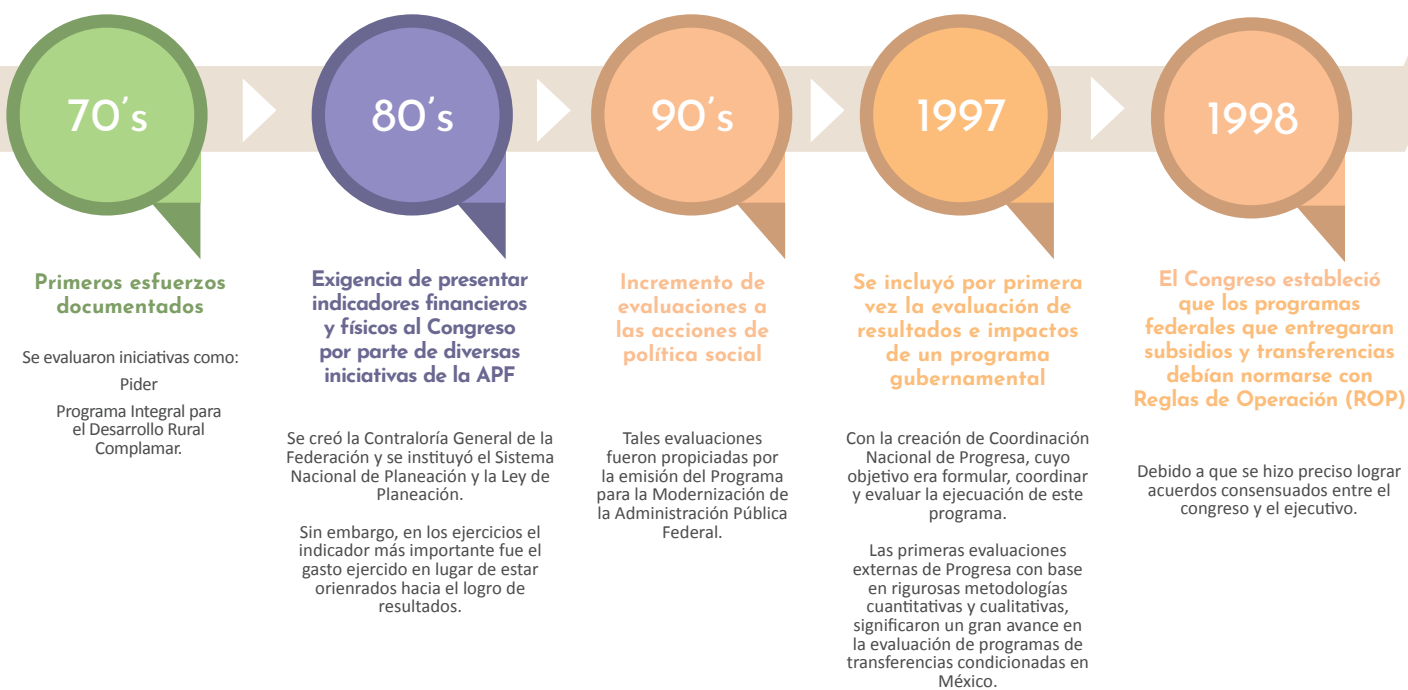 70´s
Primeros esfuerzos
documentados
Se evaluaron iniciativas como:
Pider
Programa Integral para
el Desarrollo Rural
Complamar.
80´s
Exigencia de presentar
indicadores financieros
y físicos al Congreso
por parte de diversas
iniciativas de la APF
Se creó la Contraloría General de la
Federación y se instituyó el Sistema
Nacional de Planeación y la Ley de
Planeación.
Sin embargo, en los ejercicios el
indicador más importante fue el
gasto ejercido en lugar de estar
orienrados hacia el logro de
resultados.
90´s
Incremento de
evaluaciones a
las acciones de
política social
Tales evaluaciones
fueron propiciadas por
la emisión del Programa
para la Modernización de
la Administración Pública
Federal.
1997
Se incluyó por primera
vez la evaluación de
resultados e impactos
de un programa
gubernamental
Con la creación de Coordinación
Nacional de Progresa, cuyo
objetivo era formular, coordinar
y evaluar la ejecuación de este
programa.
Las primeras evaluaciones
externas de Progresa con base
en rigurosas metodologías
cuantitativas y cualitativas,
significaron un gran avance en
la evaluación de programas de
transferencias condicionadas en
México.
1998
El Congreso estableció
que los programas
federales que entregaran
subsidios y transferencias
debían normarse con
Reglas de Operación (ROP)
Debido a que se hizo preciso lograr
acuerdos consensuados entre el
congreso y el ejecutivo.